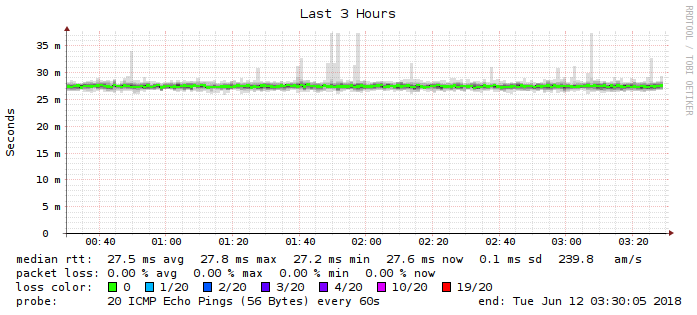 Last 3 Hours
RRDTOOL / TOBI OETIKER
Seconds
35 m
30 m
25 m
20 m
15 m
10 m
5 m
0
00:40 01:00 01:20 01:40 02:00 02:20 02:40 03:00 03:20
median rtt: 27.5 ms avg 27.8 ms max 27.2 ms min 27.6 ms now 0.1 ms sd 239.8 am/s
packet loss: 0.00 % avg 0.00 % max 0.00 % min 0.00 % now
loss color: 0 1/20 2/20 3/20 4/20 10/20 19/20
probe: 20 ICMP Echo Pings (56 Bytes) every 60s end: Tue Jun 12 03:30:05 2018